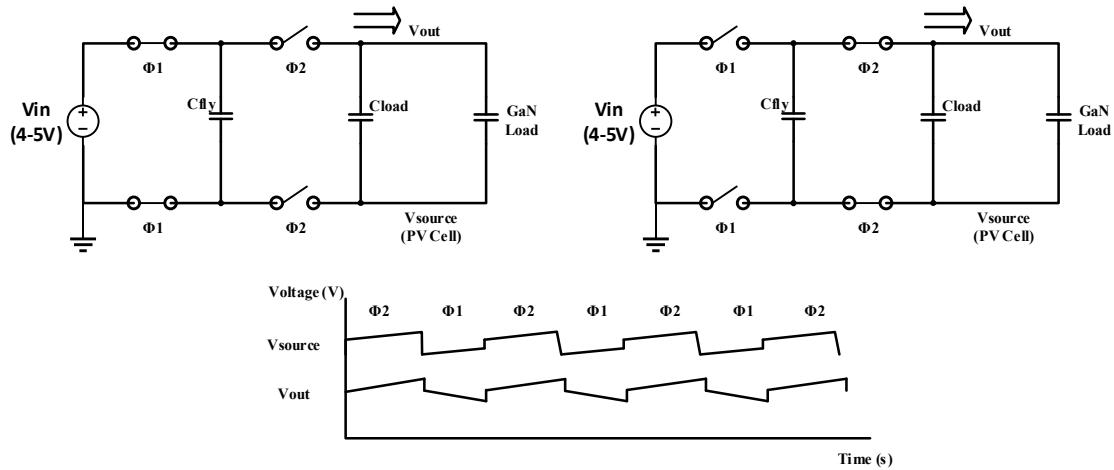 Vout
Φ1
Φ2
Cfly
Cload
GaN
Load
Vin
(4-5V)
+
−
Φ1
Φ2
Vsource
(PV Cell)
Vout
Φ1
Φ2
Cfly
Cload
GaN
Load
Vin
(4-5V)
+
−
Φ1
Φ2
Vsource
(PV Cell)
Voltage (V)
Φ2 Φ1 Φ2 Φ1 Φ2 Φ1 Φ2
Vsource
Vout
Time (s)